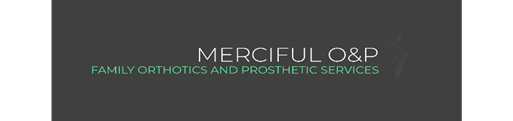 MERCIFUL O&P
FAMILY ORTHOTICS AND PROSTHETIC SERVICES